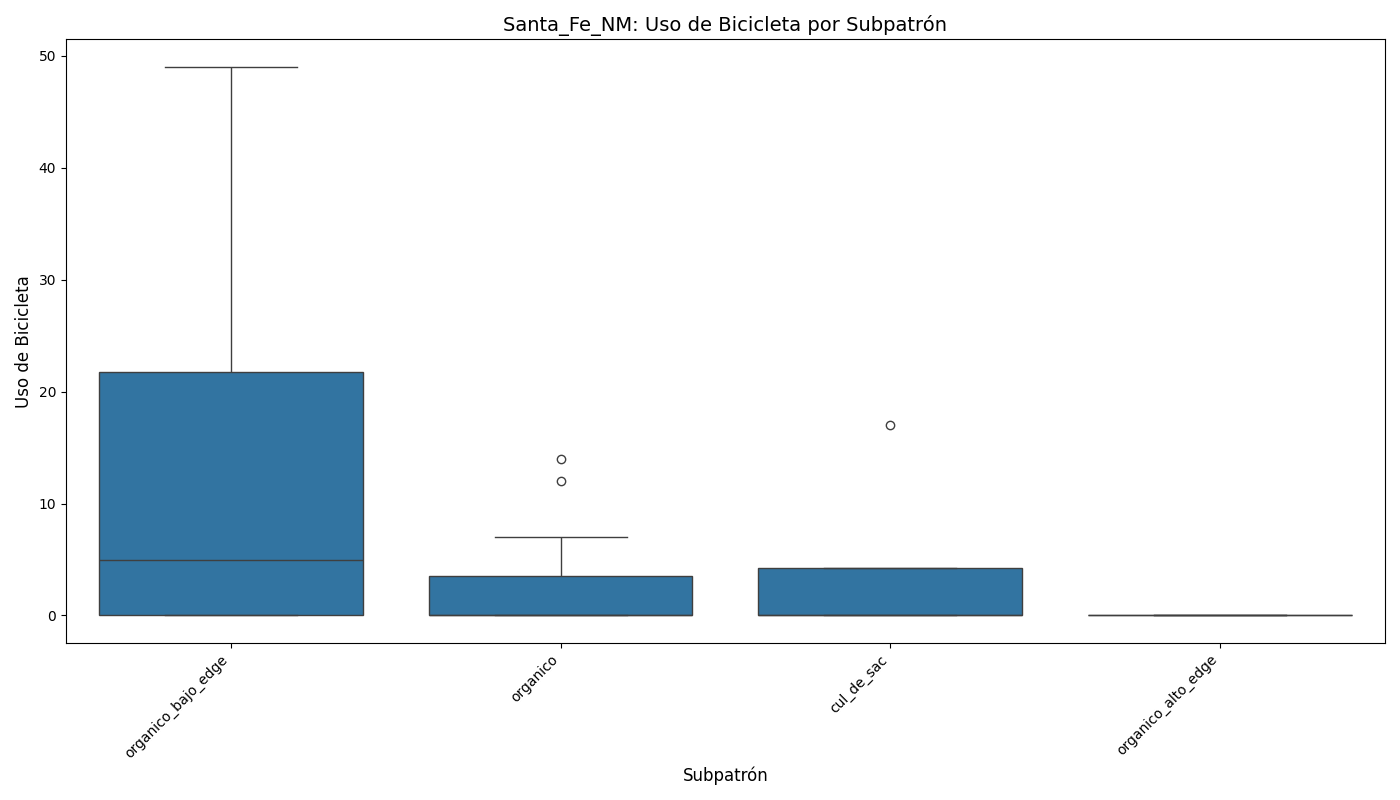 Santa_Fe_NM: Uso de Bicicleta por Subpatrón
Uso de Bicicleta
50
40
30
20
10
0
organico_bajo_edge
organico
cul_de_sac
organico_alto_edge
Subpatrón